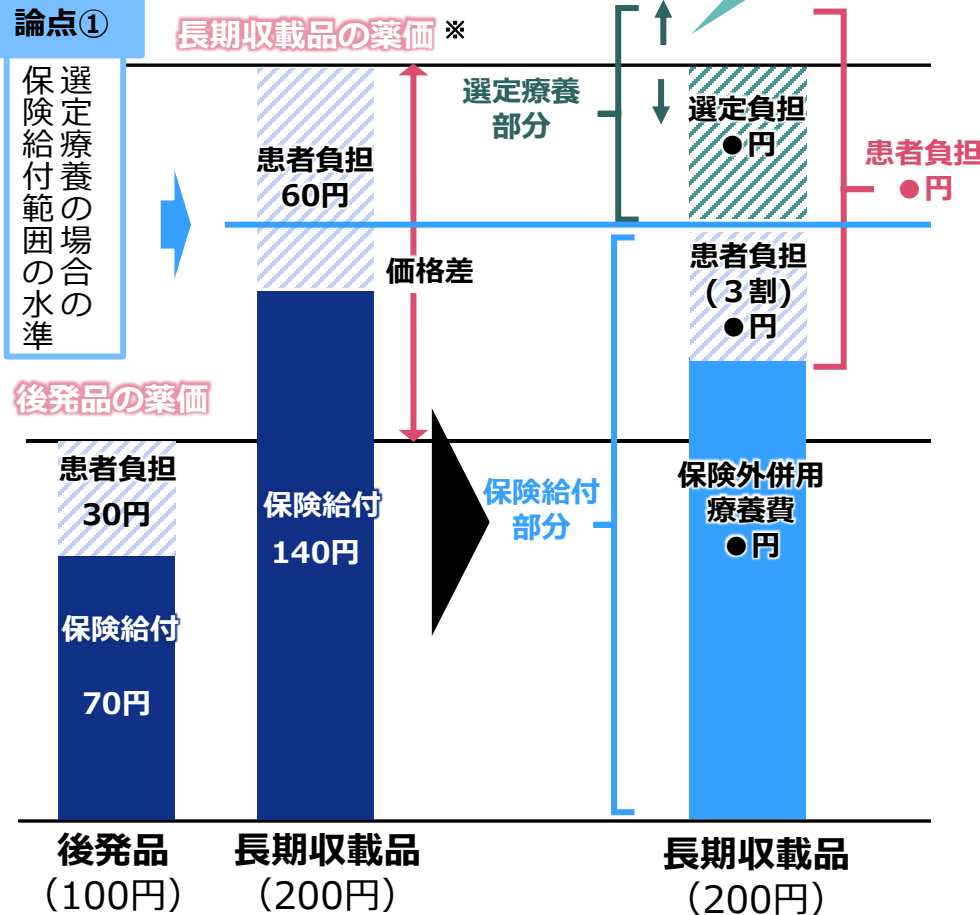 論点①
選定療養の場合の
保険給付範囲の水準
長期収載品の薬価 ※
選定療養
部分
選定負担
●円
患者負担
●円
患者負担
60円
価格差
患者負担
(３割)
●円
後発品の薬価
患者負担
30円
保険給付
140円
保険給付
部分
保険外併用
療養費
●円
保険給付
70円
後発品
（100円）
長期収載品
（200円）
長期収載品
（200円）